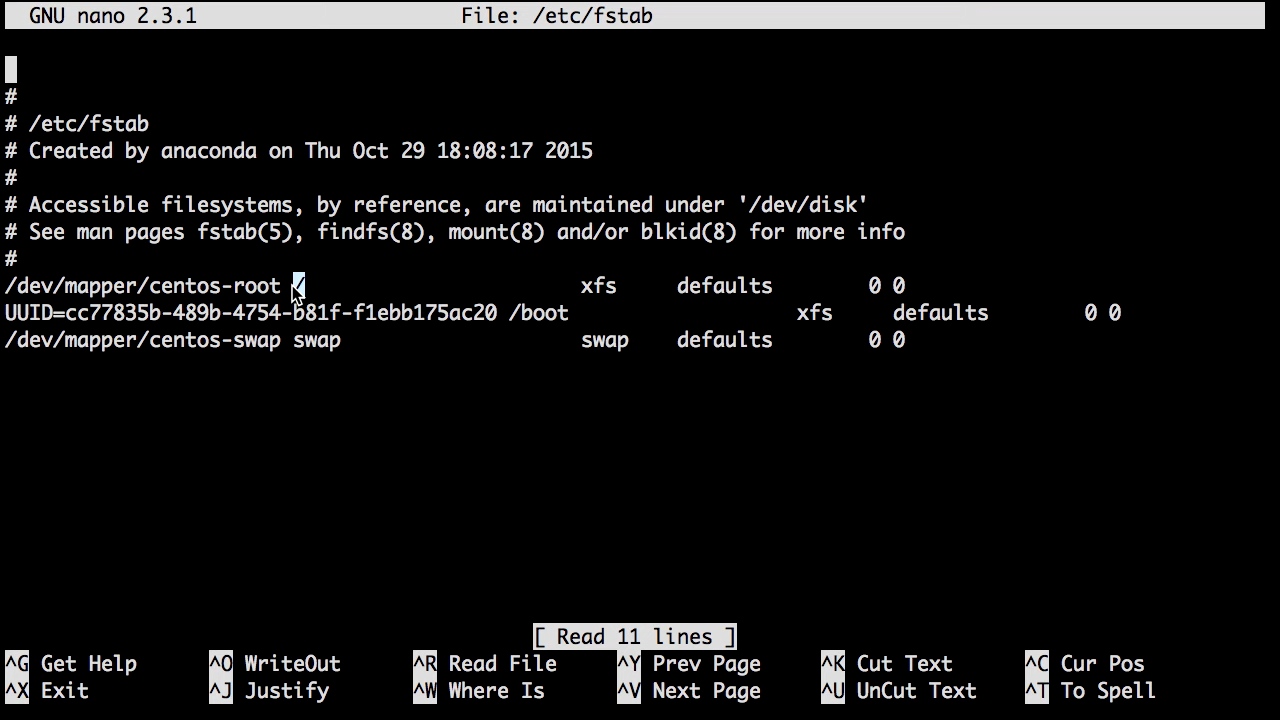 GNU nano 2.3.1 File: /etc/fstab
#
# /etc/fstab
# Created by anaconda on Thu Oct 29 18:08:17 2015
#
# Accessible filesystems, by reference, are maintained under '/dev/disk'
# See man pages fstab(5), findfs(8), mount(8) and/or blkid(8) for more info
#
/dev/mapper/centos-root / xfs defaults 0 0
UUID=cc77835b-489b-4754-b81f-f1ebb175ac20 /boot xfs defaults 0 0
/dev/mapper/centos-swap swap swap defaults 0 0
[ Read 11 lines ]
^G Get Help ^O WriteOut ^R Read File ^Y Prev Page ^K Cut Text ^C Cur Pos
^X Exit ^J Justify ^W Where Is ^V Next Page ^U UnCut Text ^T To Spell